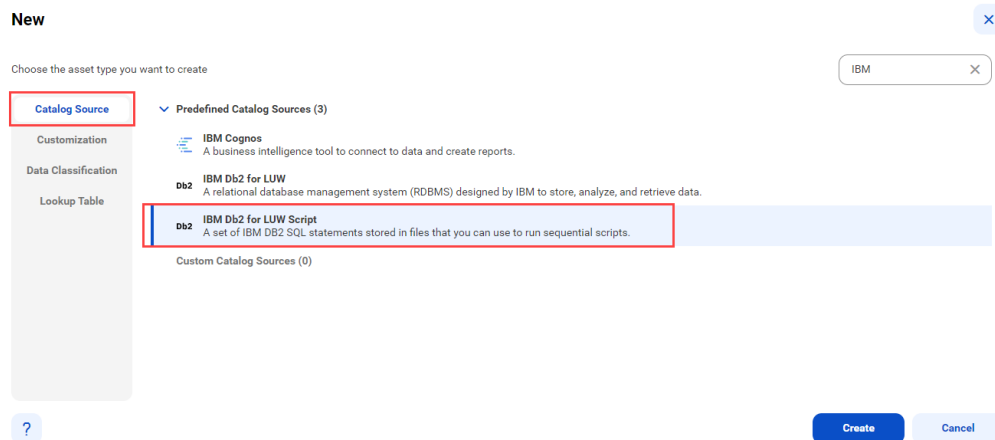 New
Choose the asset type you want to create
IBM
Catalog Source
Customization
Data Classification
Lookup Table
Predefined Catalog Sources (3)
IBM Cognos
A business intelligence tool to connect to data and create reports.
Db2
IBM Db2 for LUW
A relational database management system (RDBMS) designed by IBM to store, analyze, and retrieve data.
Db2
IBM Db2 for LUW Script
A set of IBM DB2 SQL statements stored in files that you can use to run sequential scripts.
Custom Catalog Sources (0)
?
Create
Cancel